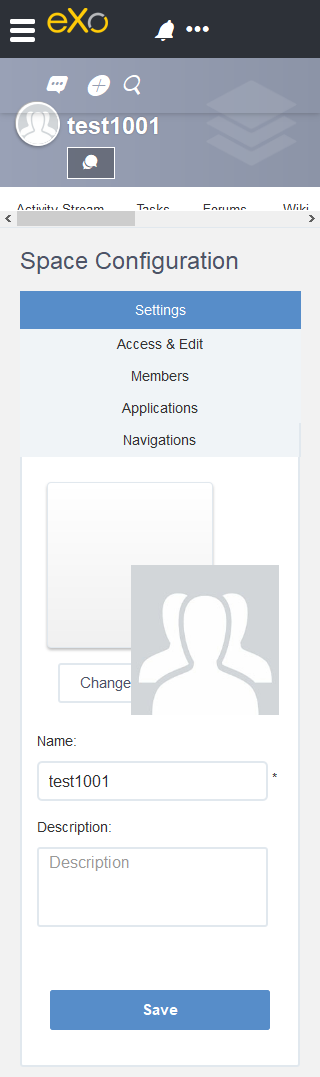 eXo
test1001
Activity Stream Tasks Forums Wiki
Space Configuration
Settings
Access & Edit
Members
Applications
Navigations
Change
Name:
test1001 *
Description:
Description
Save